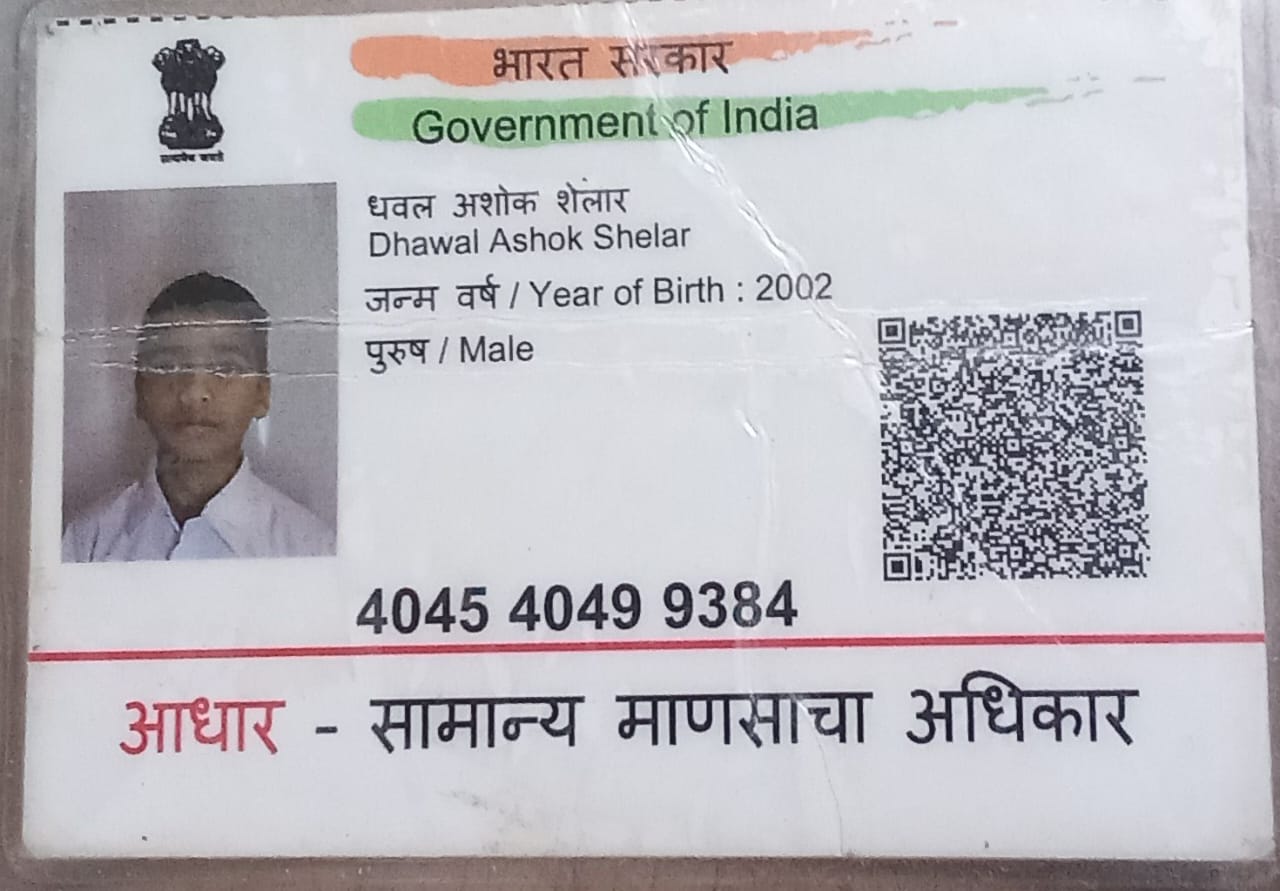 भारत सरकार
Government of India
सत्यमेव जयते
धवल अशोक शेलार
Dhawal Ashok Shelar
जन्म वर्ष / Year of Birth : 2002
पुरुष / Male
4045 4049 9384
आधार - सामान्य माणसाचा अधिकार